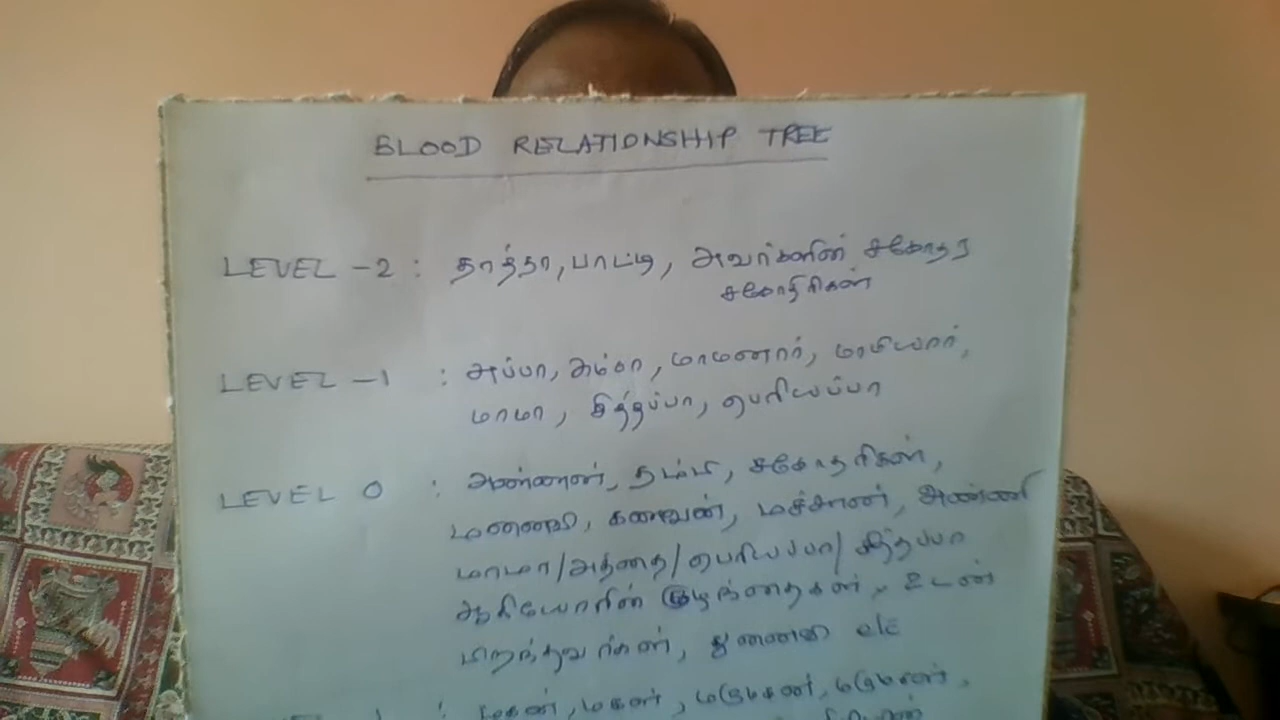 BLOOD RELATIONSHIP TREE
LEVEL -2 : தாத்தா, பாட்டி, அவர்களின் சகோதர
சகோதிரிகள்
LEVEL -1 : அப்பா, அம்மா, மாமனார், மாமியார்,
மாமா, சித்தப்பா, பெரியப்பா
LEVEL 0 : அண்ணன், தம்பி, சகோதரிகள்,
மனைவி, கணவன், மச்சான், அண்ணி
மாமா/அத்தை/பெரியப்பா/சித்தப்பா
ஆகியோரின் குழந்தைகள், உடன்
பிறந்தவர்கள், துணைவி etc
: மகன், மகள், மருமகன், மருமகள்,